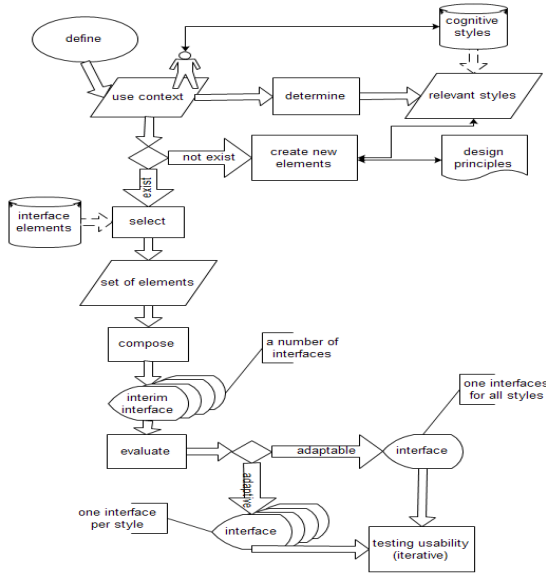 cognitive
styles
define
use context
determine
relevant styles
not exist
create new
elements
design
principles
exist
interface
elements
select
set of elements
compose
a number of
interfaces
interim
interface
one interfaces
for all styles
evaluate
adaptable
interface
adaptive
one interface
per style
interface
testing usability
(iterative)